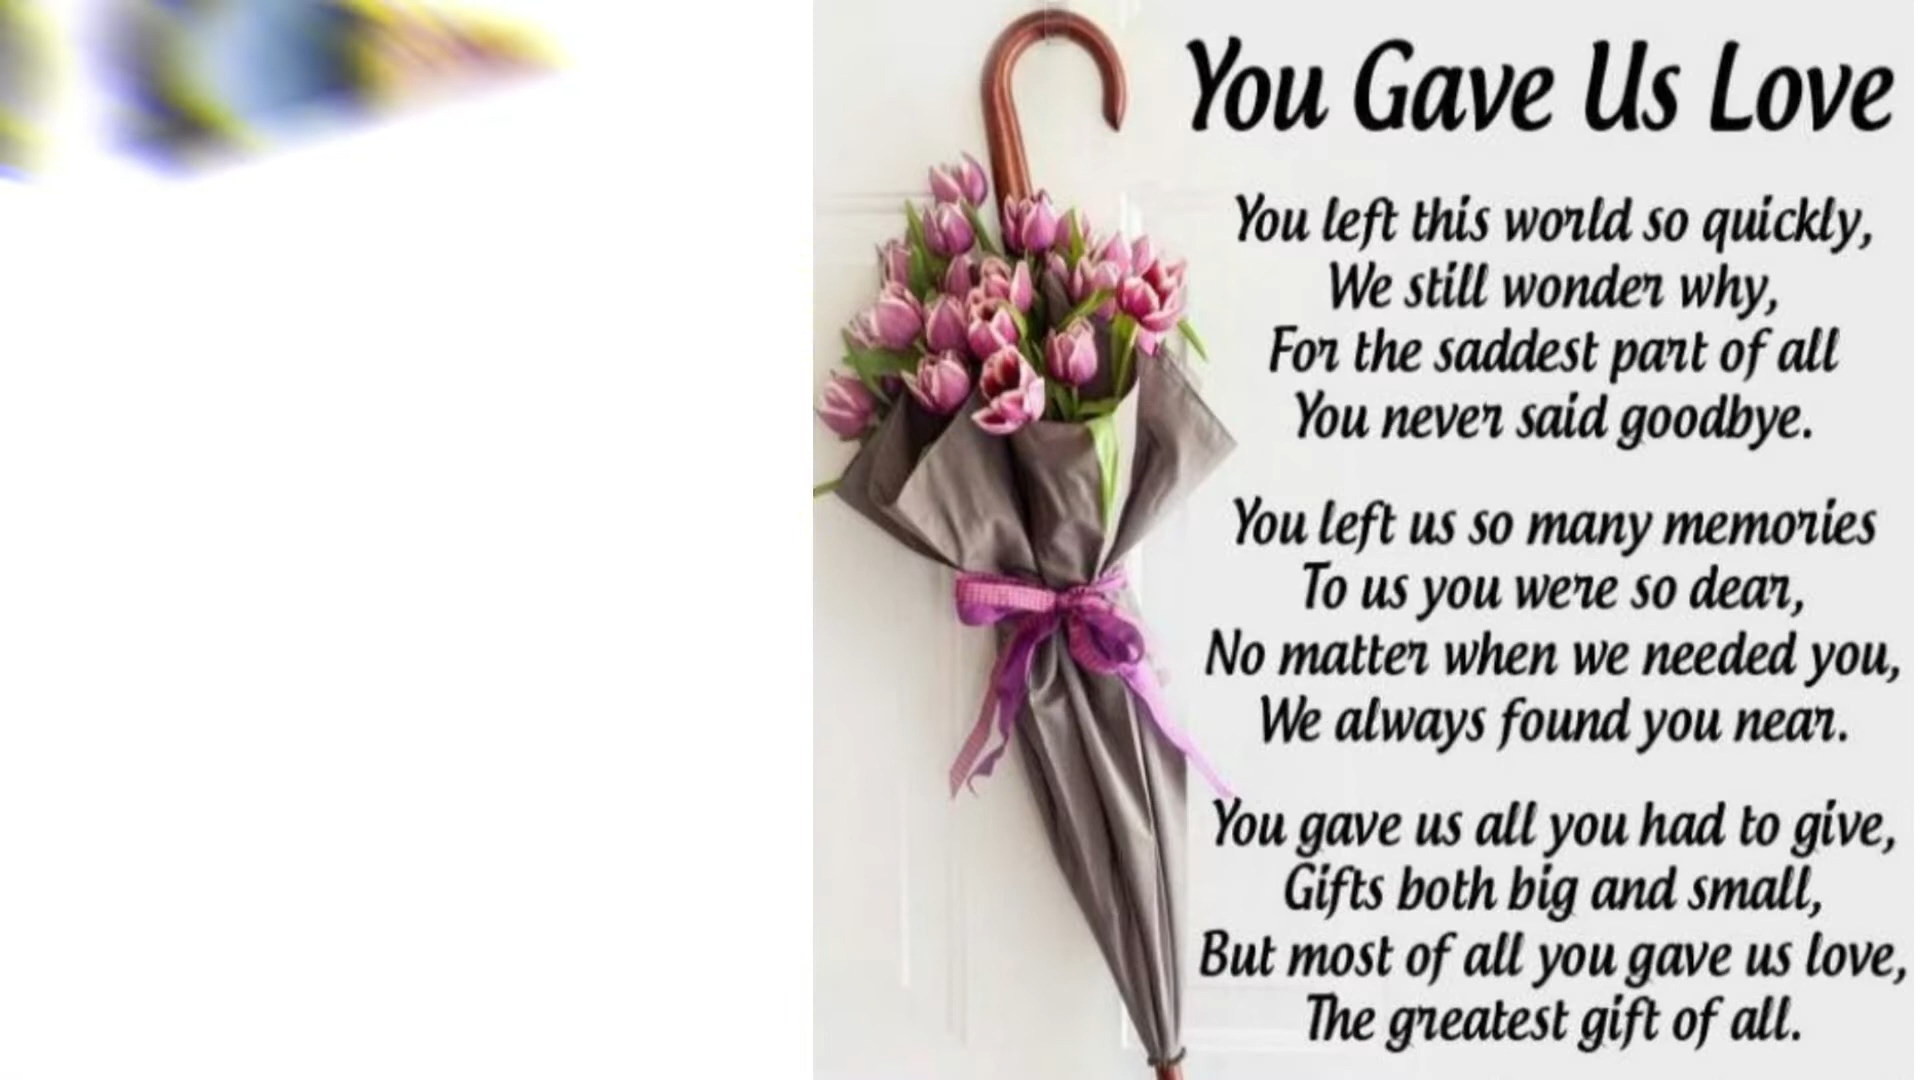 You Gave Us Love
You left this world so quickly,
We still wonder why,
For the saddest part of all
You never said goodbye.
You left us so many memories
To us you were so dear,
No matter when we needed you,
We always found you near.
You gave us all you had to give,
Gifts both big and small,
But most of all you gave us love,
The greatest gift of all.